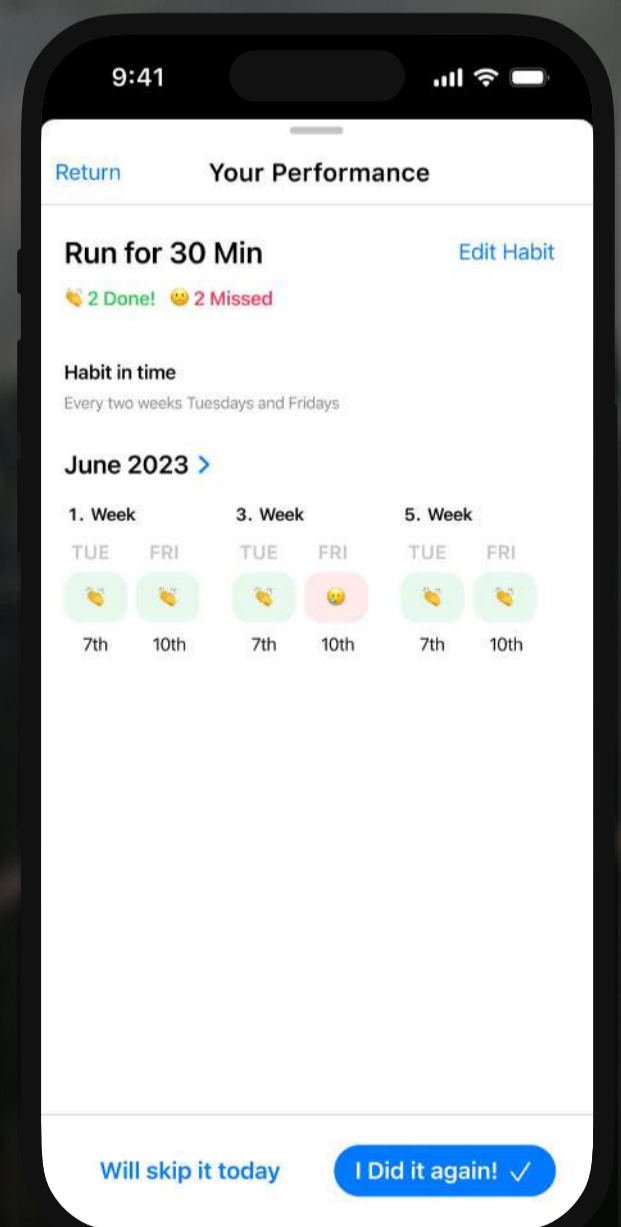 9:41
Return Your Performance
Run for 30 Min Edit Habit
2 Done! 2 Missed
Habit in time
Every two weeks Tuesdays and Fridays
June 2023
1. Week 3. Week 5. Week
TUE FRI TUE FRI TUE FRI
7th 10th 7th 10th 7th 10th
Will skip it today I Did it again!